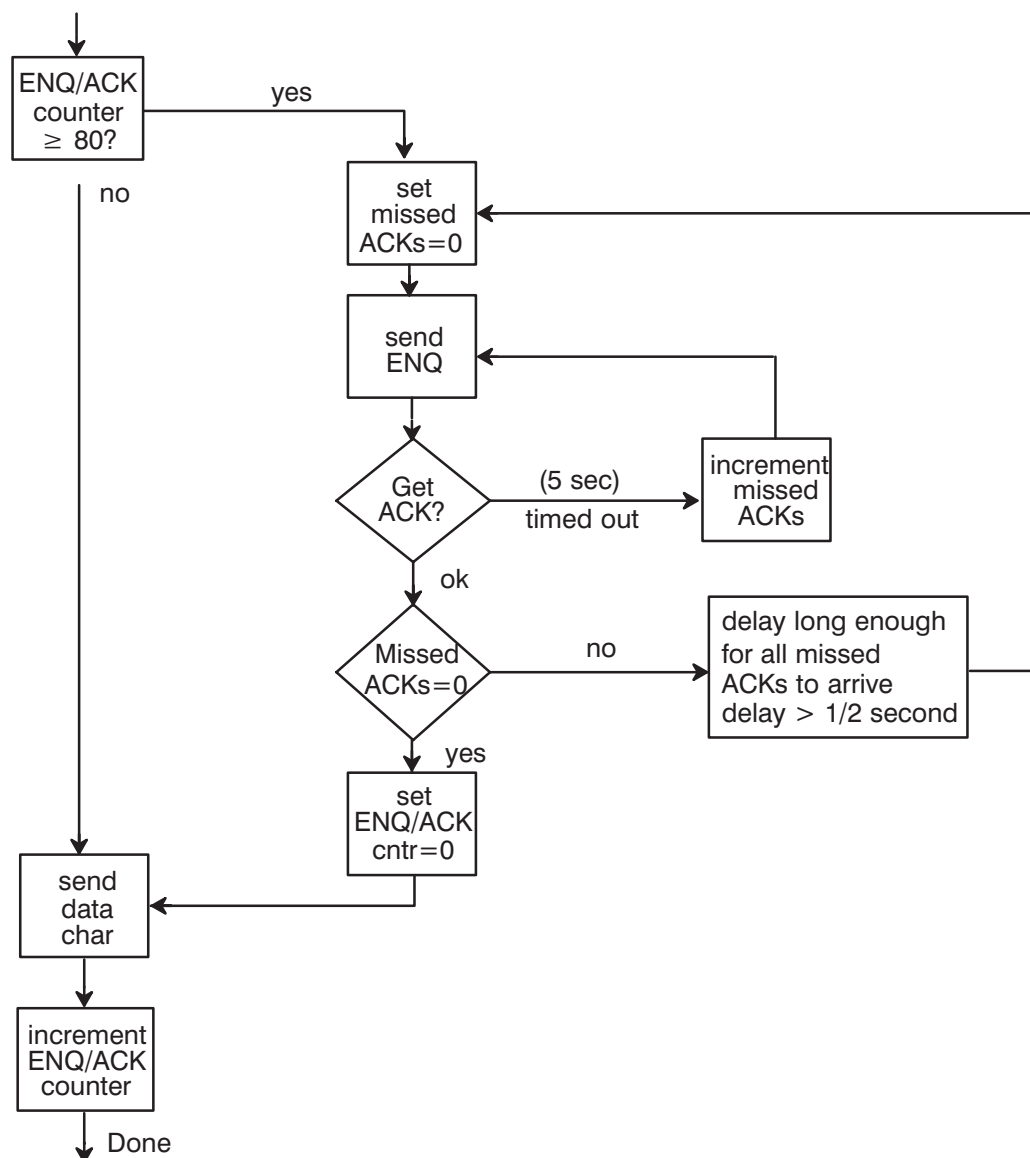 ENQ/ACK
counter
≥ 80?
yes
no
set
missed
ACKs=0
send
ENQ
Get
ACK?
(5 sec)
timed out
increment
missed
ACKs
ok
Missed
ACKs=0
no
delay long enough
for all missed
ACKs to arrive
delay > 1/2 second
yes
set
ENQ/ACK
cntr=0
send
data
char
increment
ENQ/ACK
counter
Done